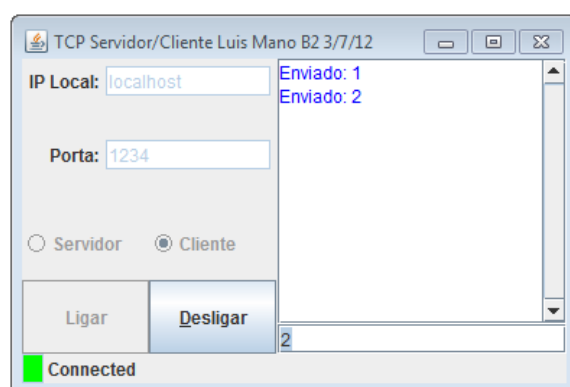 TCP Servidor/Cliente Luis Mano B2 3/7/12
IP Local: localhost
Porta: 1234
Servidor Cliente
Ligar Desligar
Connected
Enviado: 1
Enviado: 2
2